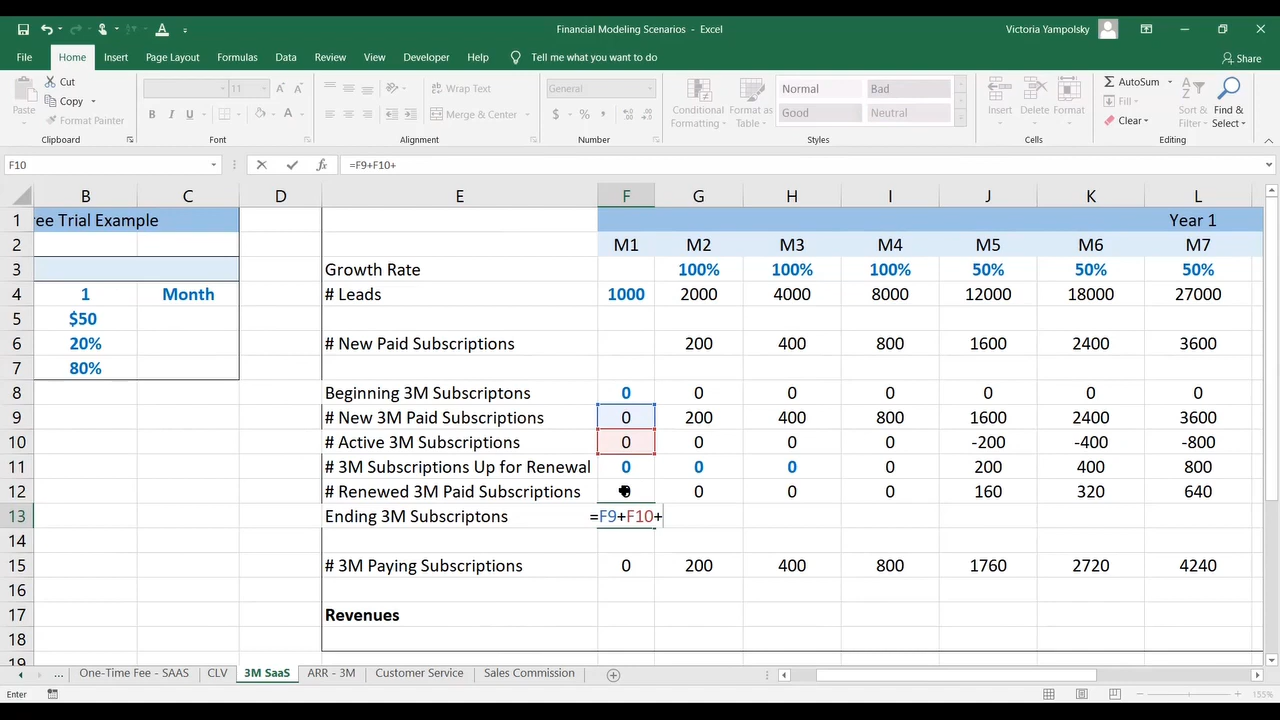 Financial Modeling Scenarios - Excel
Victoria Yampolsky
File Home Insert Page Layout Formulas Data Review View Developer Help Tell me what you want to do Share
Paste
Cut
Copy
Format Painter
Clipboard
11
B I U A
Font
Wrap Text
Merge & Center
Alignment
General
$ % ,
Number
Conditional Formatting
Format as Table
Normal Bad
Good Neutral
Styles
Insert Delete Format
Cells
AutoSum
Fill
Clear
Sort & Filter
Find & Select
Editing
F10 fx =F9+F10+
B C D E F G H I J K L
1 ree Trial Example Year 1
2 M1 M2 M3 M4 M5 M6 M7
3 Growth Rate 100% 100% 100% 50% 50% 50%
4 1 Month # Leads 1000 2000 4000 8000 12000 18000 27000
5 $50
6 20% # New Paid Subscriptions 200 400 800 1600 2400 3600
7 80%
8 Beginning 3M Subscriptons 0 0 0 0 0 0 0
9 # New 3M Paid Subscriptions 0 200 400 800 1600 2400 3600
10 # Active 3M Subscriptions 0 0 0 0 -200 -400 -800
11 # 3M Subscriptions Up for Renewal 0 0 0 0 200 400 800
12 # Renewed 3M Paid Subscriptions 0 0 0 160 320 640
13 Ending 3M Subscriptons =F9+F10+
14
15 # 3M Paying Subscriptions 0 200 400 800 1760 2720 4240
16
17 Revenues
18
19
... One-Time Fee - SAAS CLV 3M SaaS ARR - 3M Customer Service Sales Commission
Enter 155%